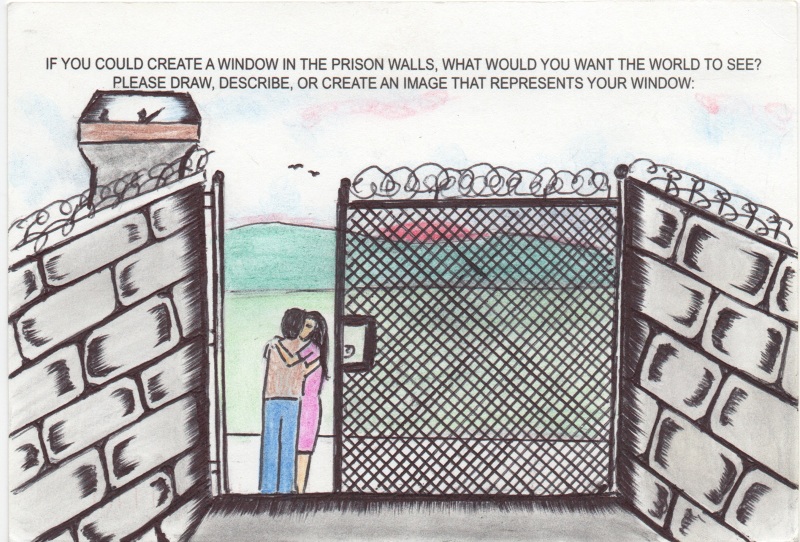 IF YOU COULD CREATE A WINDOW IN THE PRISON WALLS, WHAT WOULD YOU WANT THE WORLD TO SEE?
PLEASE DRAW, DESCRIBE, OR CREATE AN IMAGE THAT REPRESENTS YOUR WINDOW: